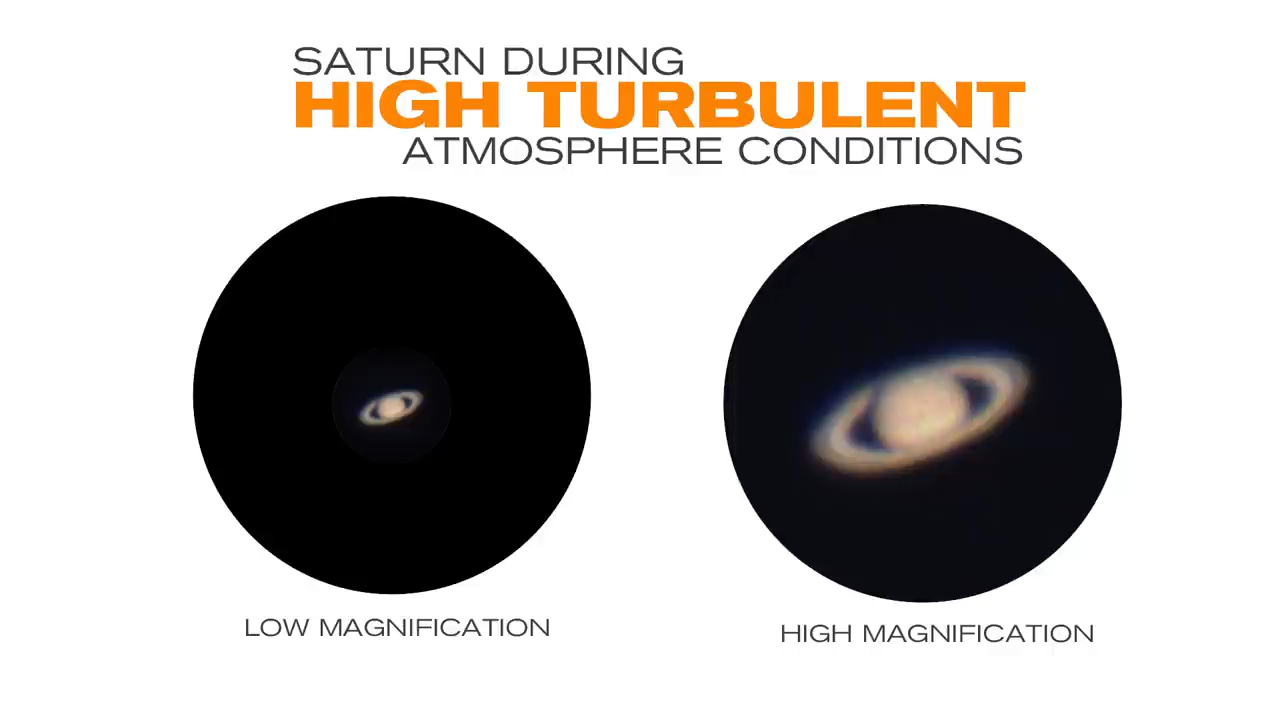 SATURN DURING
HIGH TURBULENT
ATMOSPHERE CONDITIONS
LOW MAGNIFICATION
HIGH MAGNIFICATION